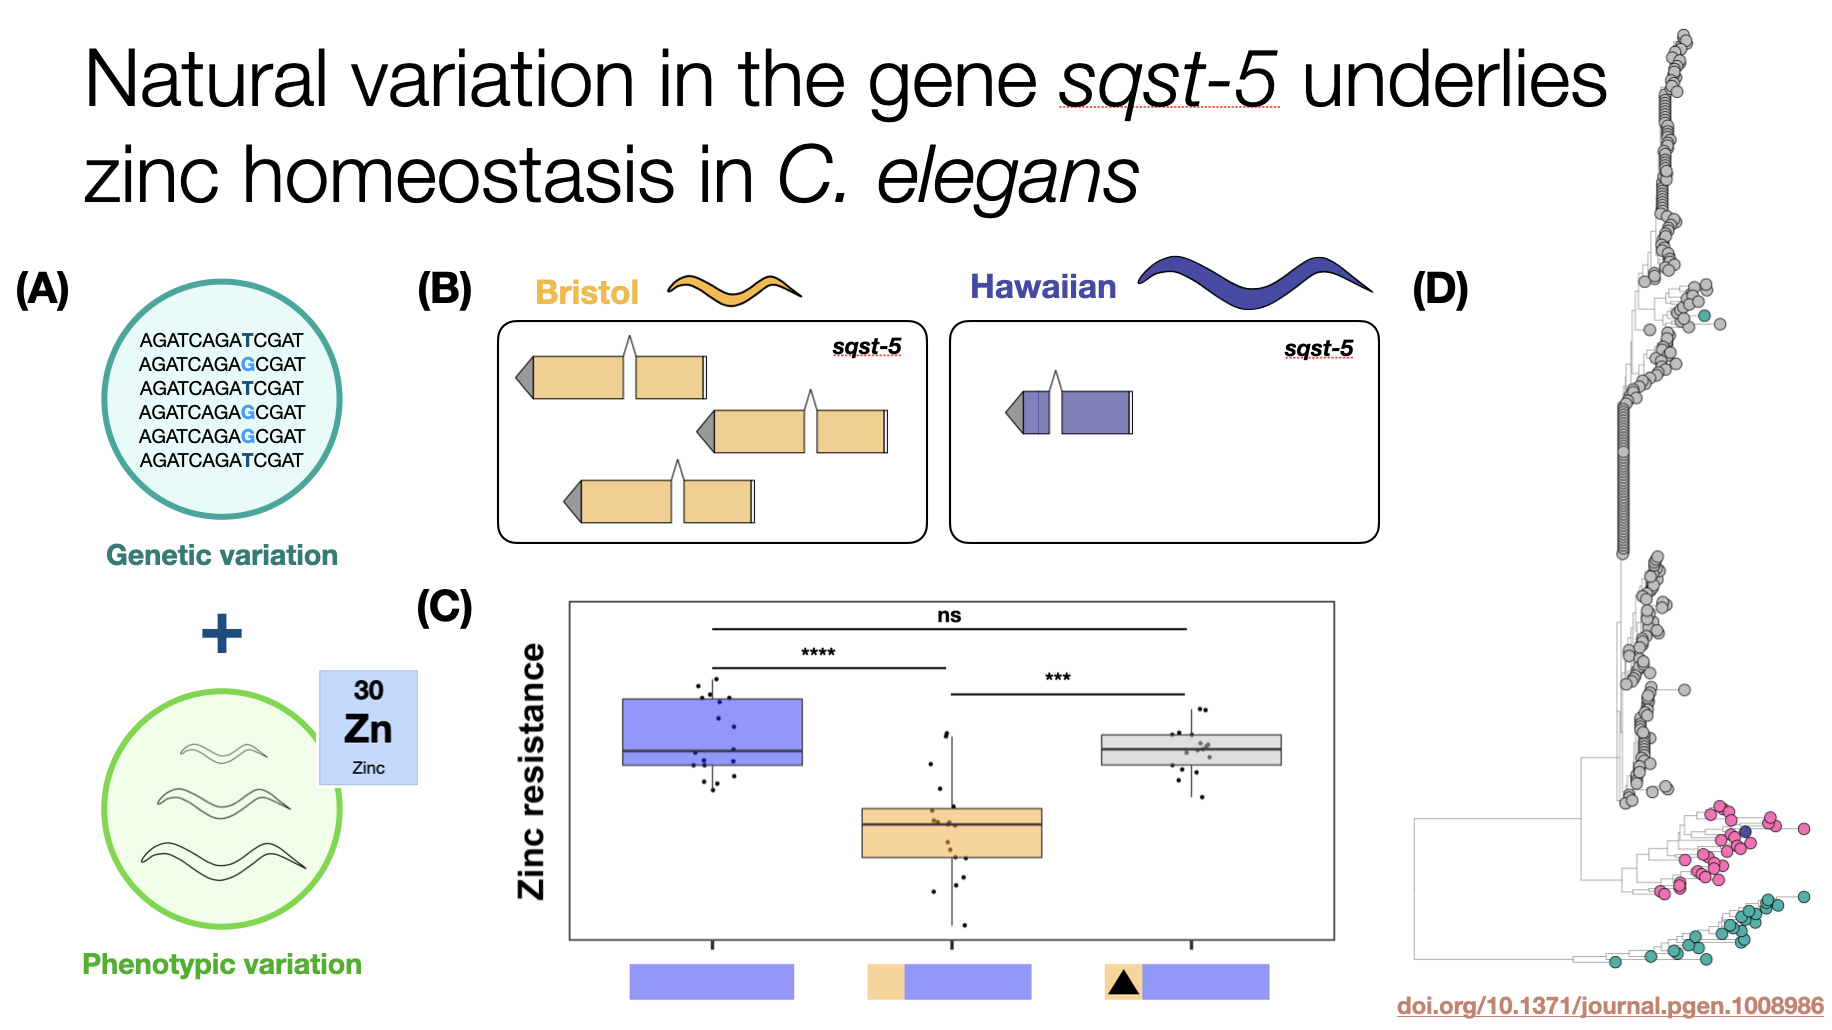 Natural variation in the gene sqst-5 underlies
zinc homeostasis in C. elegans
(A)
AGATCAGATCGAT
AGATCAGAGCGAT
AGATCAGATCGAT
AGATCAGAGCGAT
AGATCAGAGCGAT
AGATCAGATCGAT
Genetic variation
+
30
Zn
Zinc
Phenotypic variation
(B)
Bristol
sqst-5
Hawaiian
sqst-5
(C)
Zinc resistance
ns
****
***
(D)
doi.org/10.1371/journal.pgen.1008986